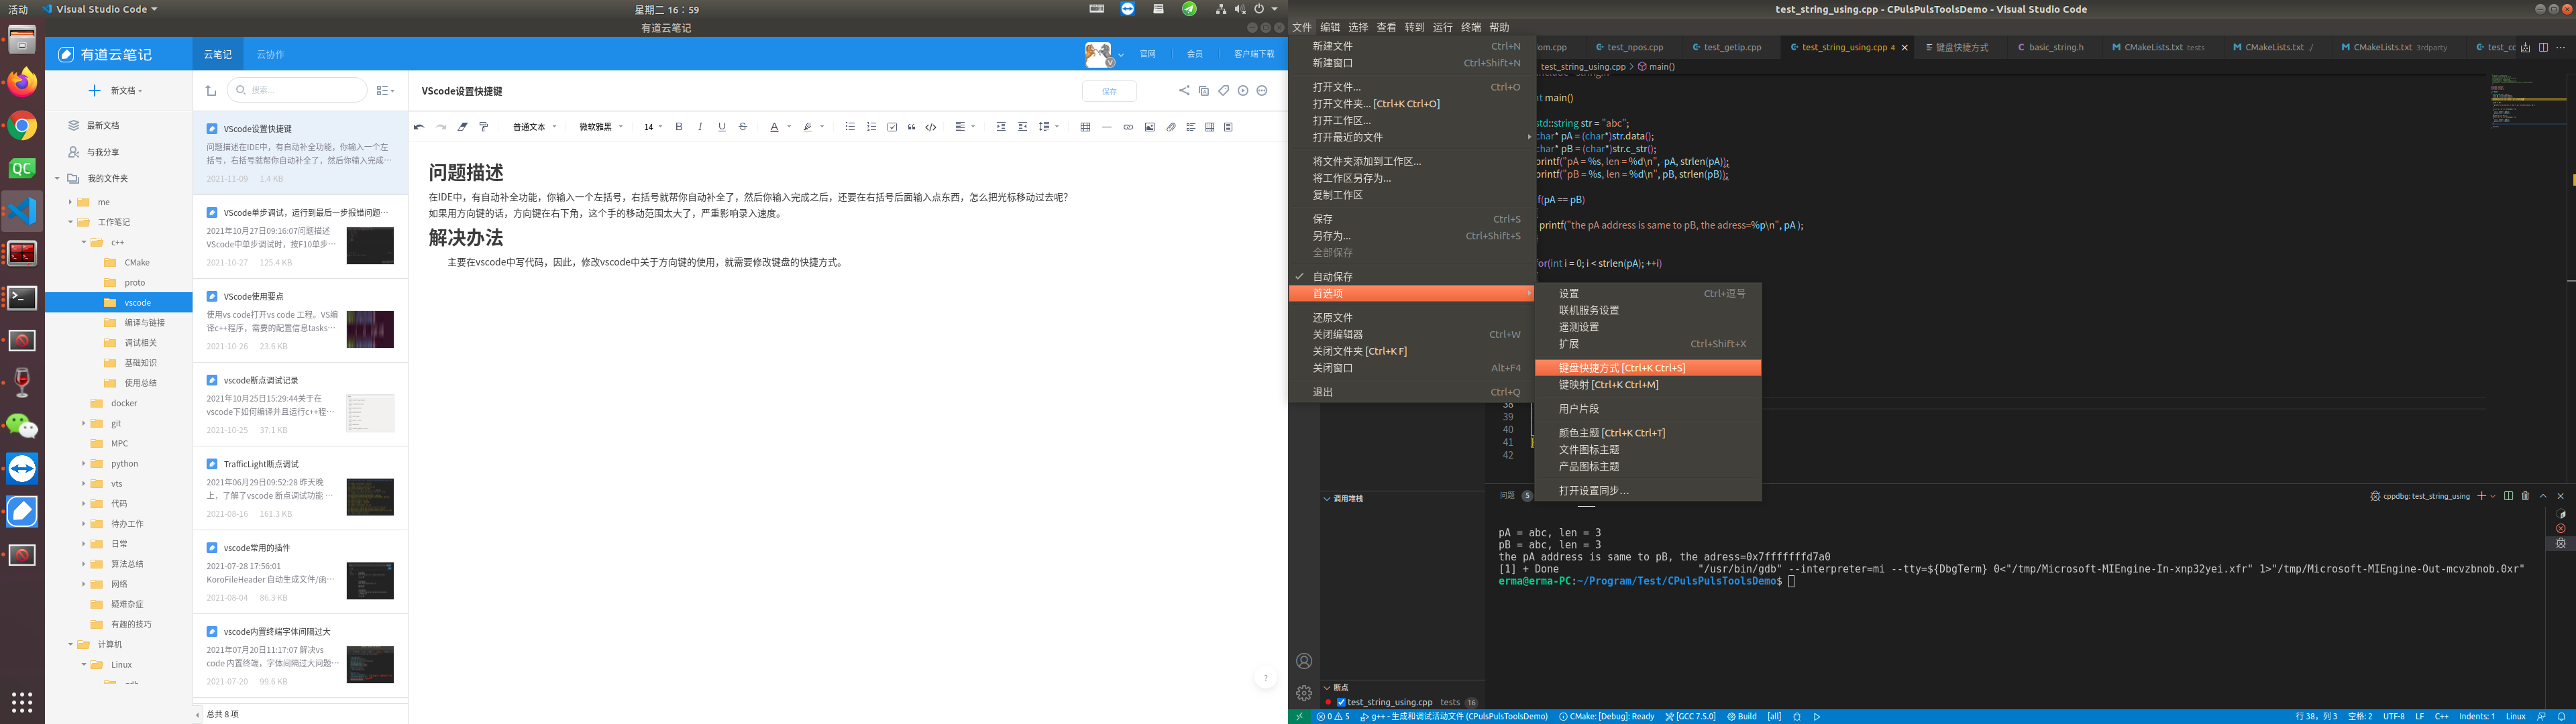 活动
Visual Studio Code
星期二 16：59
有道云笔记
test_string_using.cpp - CPulsPulsToolsDemo - Visual Studio Code
有道云笔记
云笔记
云协作
官网
会员
客户端下载
新文档
搜索...
VScode设置快捷键
保存
最新文档
与我分享
我的文件夹
me
工作笔记
c++
CMake
proto
vscode
编译与链接
调试相关
基础知识
使用总结
docker
git
MPC
python
vts
代码
待办工作
日常
算法总结
网络
疑难杂症
有趣的技巧
计算机
Linux
VScode设置快捷键
问题描述在IDE中，有自动补全功能，你输入一个左
括号，右括号就帮你自动补全了，然后你输入完成…
2021-11-09 1.4 KB
VScode单步调试，运行到最后一步报错问题…
2021年10月27日09:16:07问题描述
VScode中单步调试时，按F10单步…
2021-10-27 125.4 KB
VScode使用要点
使用vs code打开vs code 工程。VS编
译c++程序，需要的配置信息tasks…
2021-10-26 23.6 KB
vscode断点调试记录
2021年10月25日15:29:44关于在
vscode下如何编译并且运行c++程…
2021-10-25 37.1 KB
TrafficLight断点调试
2021年06月29日09:52:28 昨天晚
上，了解了vscode 断点调试功能 …
2021-08-16 161.3 KB
vscode常用的插件
2021-07-28 17:56:01
KoroFileHeader 自动生成文件/函…
2021-08-04 86.3 KB
vscode内置终端字体间隔过大
2021年07月20日11:17:07 解决vs
code 内置终端，字体间隔过大问题…
2021-07-20 99.6 KB
总共 8 项
普通文本
微软雅黑
14
B I U S A
问题描述
在IDE中，有自动补全功能，你输入一个左括号，右括号就帮你自动补全了，然后你输入完成之后，还要在右括号后面输入点东西，怎么把光标移动过去呢？
如果用方向键的话，方向键在右下角，这个手的移动范围太大了，严重影响录入速度。
解决办法
主要在vscode中写代码，因此，修改vscode中关于方向键的使用，就需要修改键盘的快捷方式。
文件 编辑 选择 查看 转到 运行 终端 帮助
新建文件 Ctrl+N
新建窗口 Ctrl+Shift+N
打开文件... Ctrl+O
打开文件夹... [Ctrl+K Ctrl+O]
打开工作区...
打开最近的文件
将文件夹添加到工作区...
将工作区另存为...
复制工作区
保存 Ctrl+S
另存为... Ctrl+Shift+S
全部保存
自动保存
首选项
还原文件
关闭编辑器 Ctrl+W
关闭文件夹 [Ctrl+K F]
关闭窗口 Alt+F4
退出 Ctrl+Q
设置 Ctrl+逗号
联机服务设置
遥测设置
扩展 Ctrl+Shift+X
键盘快捷方式 [Ctrl+K Ctrl+S]
键映射 [Ctrl+K Ctrl+M]
用户片段
颜色主题 [Ctrl+K Ctrl+T]
文件图标主题
产品图标主题
打开设置同步…
om.cpp
test_npos.cpp
test_getip.cpp
test_string_using.cpp 4
键盘快捷方式
basic_string.h
CMakeLists.txt tests
CMakeLists.txt ./
CMakeLists.txt 3rdparty
test_cc
test_string_using.cpp > main()
nt main()
std::string str = "abc";
char* pA = (char*)str.data();
char* pB = (char*)str.c_str();
printf("pA = %s, len = %d\n", pA, strlen(pA));
printf("pB = %s, len = %d\n", pB, strlen(pB));
f(pA == pB)
printf("the pA address is same to pB, the adress=%p\n", pA );
for(int i = 0; i < strlen(pA); ++i)
38
39
40
41 }
42
调用堆栈
断点
test_string_using.cpp tests 16
问题 5
cppdbg: test_string_using
pA = abc, len = 3
pB = abc, len = 3
the pA address is same to pB, the adress=0x7fffffffd7a0
[1] + Done "/usr/bin/gdb" --interpreter=mi --tty=${DbgTerm} 0<"/tmp/Microsoft-MIEngine-In-xnp32yei.xfr" 1>"/tmp/Microsoft-MIEngine-Out-mcvzbnob.0xr"
erma@erma-PC:~/Program/Test/CPulsPulsToolsDemo$
0 5 g++ - 生成和调试活动文件 (CPulsPulsToolsDemo) CMake: [Debug]: Ready [GCC 7.5.0] Build [all]
行 38，列 3 空格: 2 UTF-8 LF C++ Indents: 1 Linux